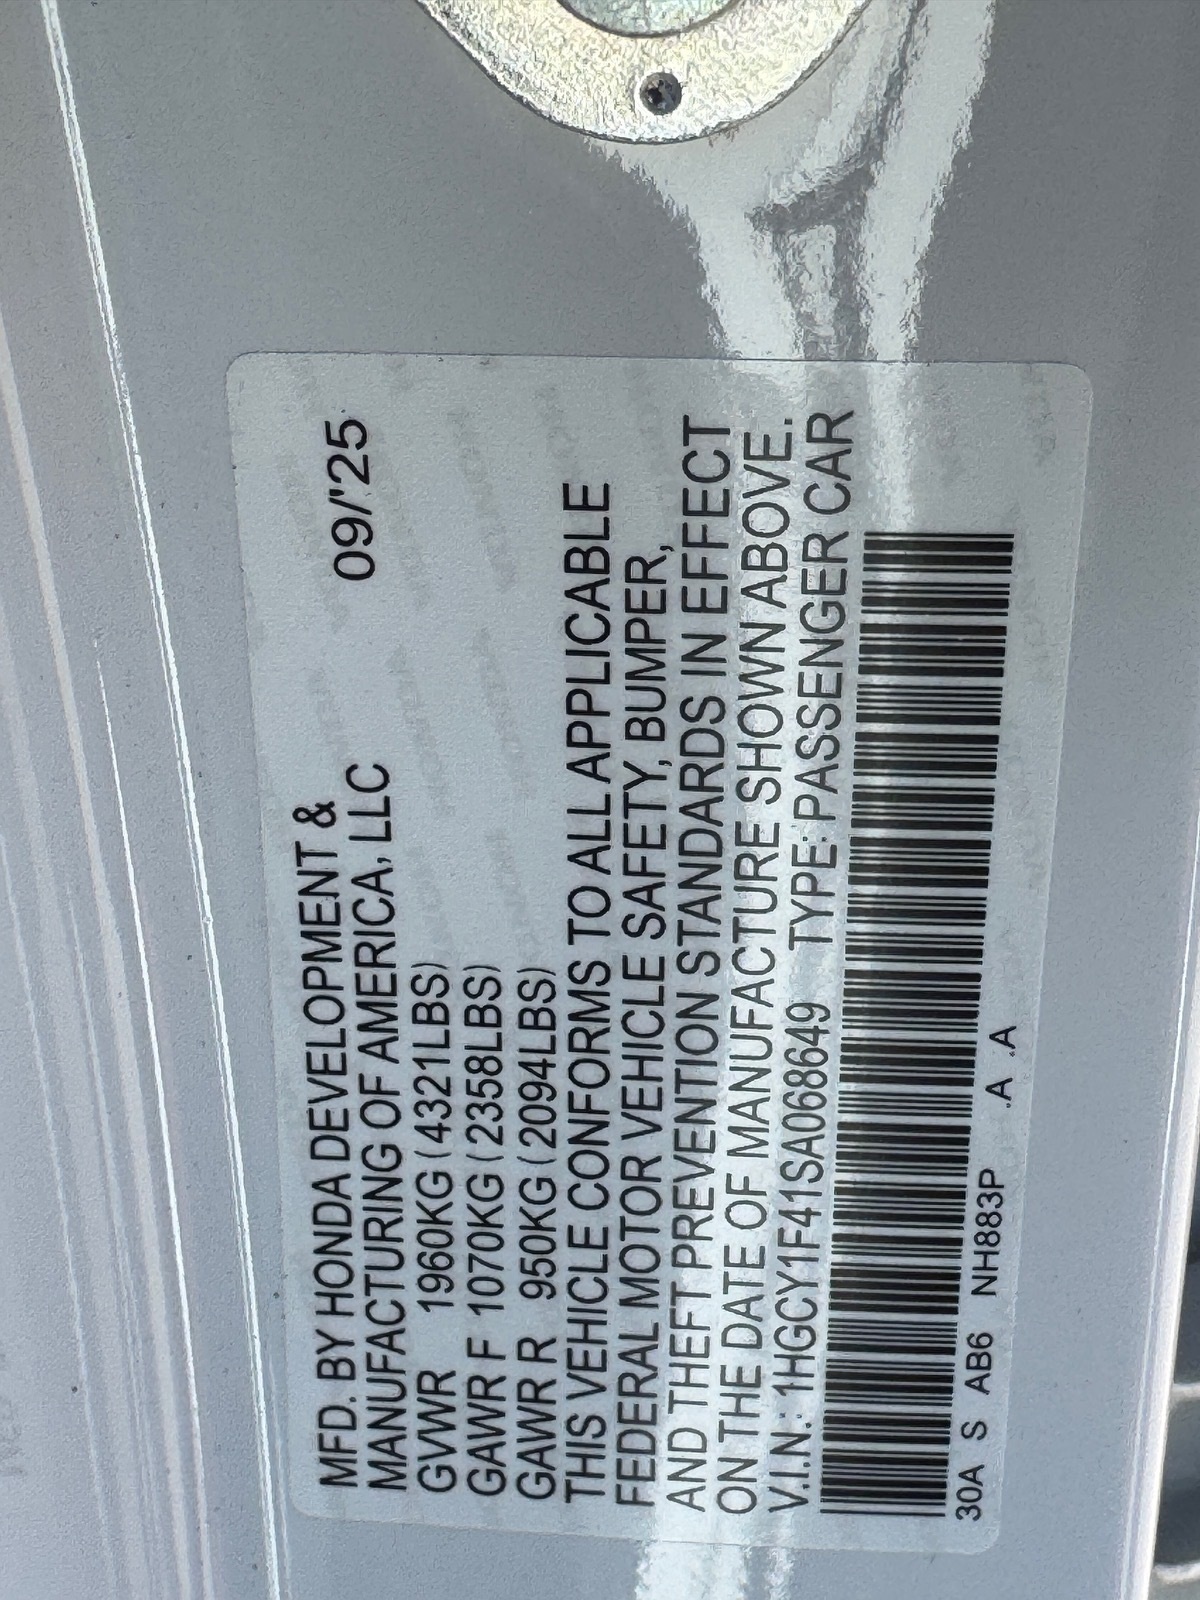 MFD. BY HONDA DEVELOPMENT &
MANUFACTURING OF AMERICA, LLC 09/'25
GVWR 1960KG (4321LBS)
GAWR F 1070KG (2358LBS)
GAWR R 950KG (2094LBS)
THIS VEHICLE CONFORMS TO ALL APPLICABLE
FEDERAL MOTOR VEHICLE SAFETY, BUMPER,
AND THEFT PREVENTION STANDARDS IN EFFECT
ON THE DATE OF MANUFACTURE SHOWN ABOVE.
V.I.N.: 1HGCY1F41SA068649 TYPE: PASSENGER CAR
30A S AB6 NH883P .A .A